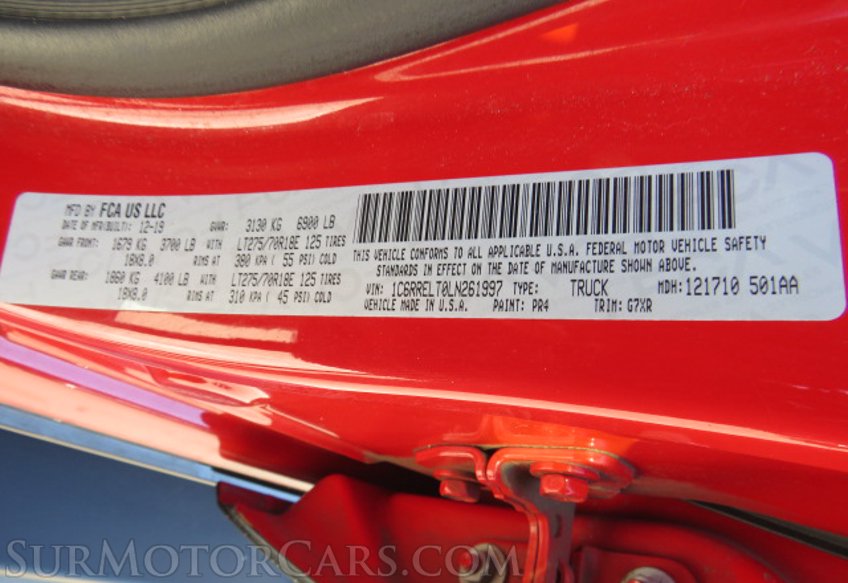 MFD BY FCA US LLC
DATE OF MFR(BUILT): 12-19 GVWR: 3130 KG 6900 LB
GAWR FRONT: 1679 KG 3700 LB WITH LT275/70R18E 125 TIRES
18X8.0 RIMS AT 380 KPA ( 55 PSI) COLD
GAWR REAR: 1860 KG 4100 LB WITH LT275/70R18E 125 TIRES
18X8.0 RIMS AT 310 KPA ( 45 PSI) COLD
THIS VEHICLE CONFORMS TO ALL APPLICABLE U.S.A. FEDERAL MOTOR VEHICLE SAFETY
STANDARDS IN EFFECT ON THE DATE OF MANUFACTURE SHOWN ABOVE.
VIN: 1C6RRELT0LN261997 TYPE: TRUCK MDH: 121710 501AA
VEHICLE MADE IN U.S.A. PAINT: PR4 TRIM: G7XR
SURMOTORCARS.COM